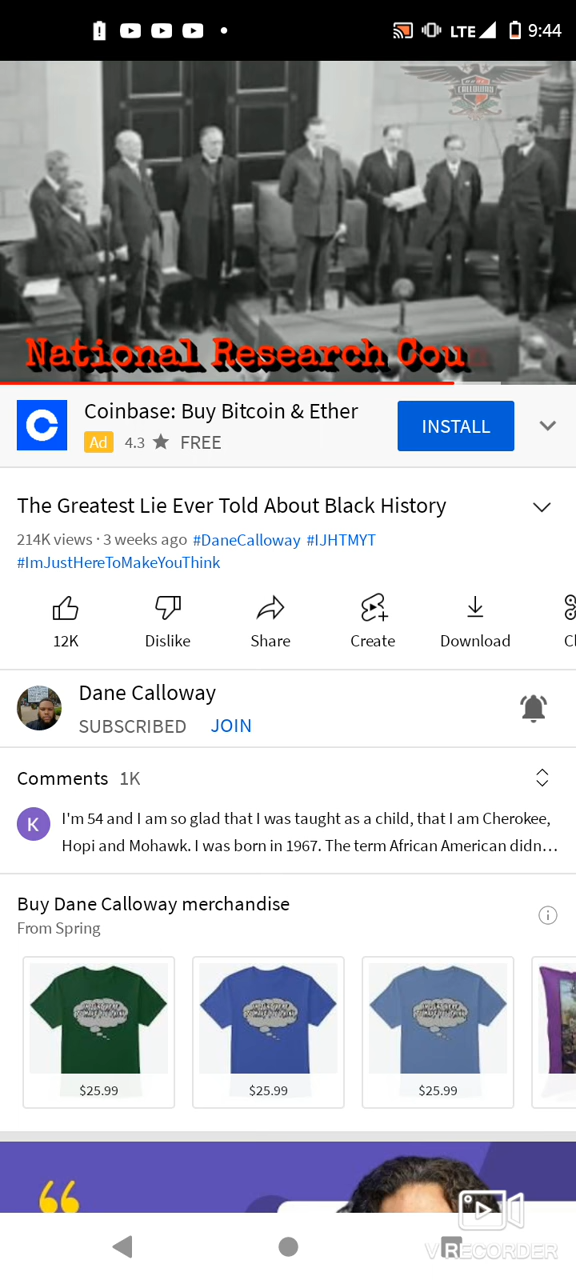 LTE 9:44
CALLOWAY
National Research Coun
Coinbase: Buy Bitcoin & Ether
Ad 4.3 ★ FREE
INSTALL
The Greatest Lie Ever Told About Black History
214K views · 3 weeks ago #DaneCalloway #IJHTMYT
#ImJustHereToMakeYouThink
12K Dislike Share Create Download Cl
Dane Calloway
SUBSCRIBED JOIN
Comments 1K
K
I'm 54 and I am so glad that I was taught as a child, that I am Cherokee,
Hopi and Mohawk. I was born in 1967. The term African American didn…
Buy Dane Calloway merchandise
From Spring
$25.99 $25.99 $25.99
“
VRECORDER